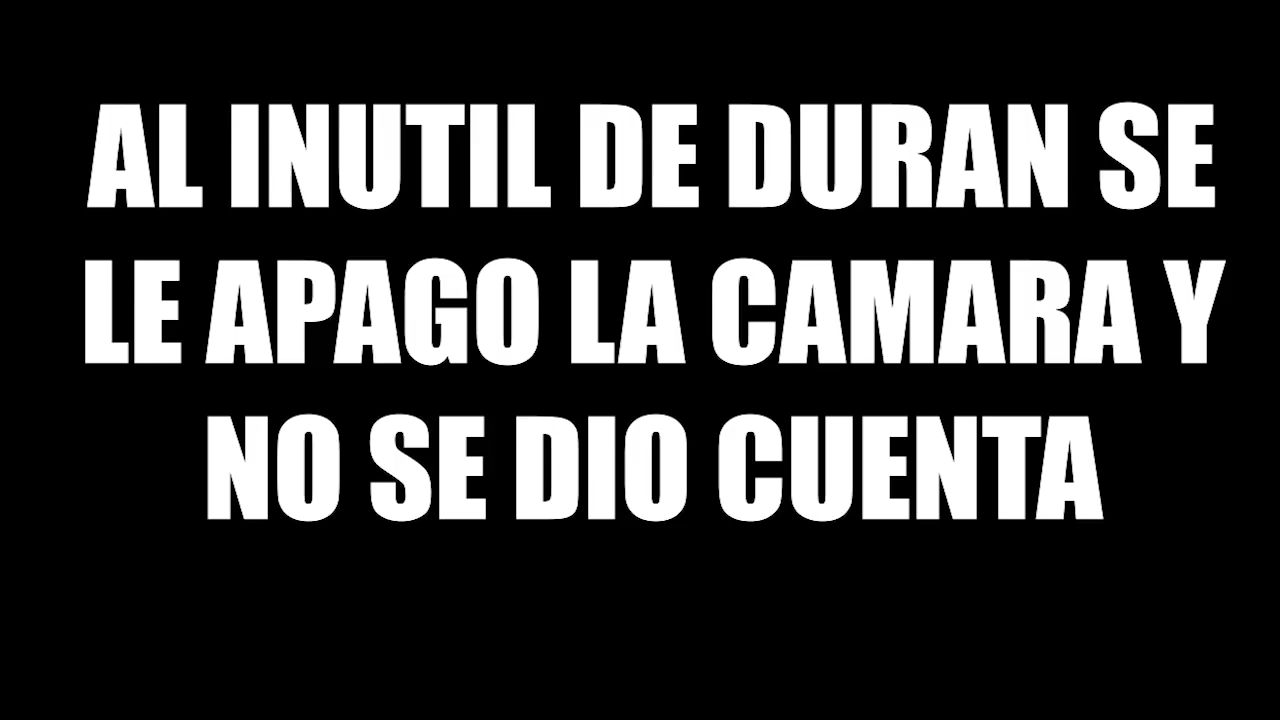 AL INUTIL DE DURAN SE
LE APAGO LA CAMARA Y
NO SE DIO CUENTA